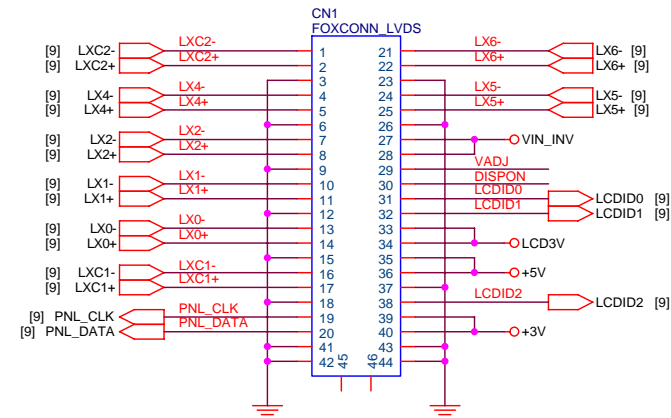 CN1
FOXCONN_LVDS
[9] LXC2- LXC2- 1 21 LX6- LX6- [9]
[9] LXC2+ LXC2+ 2 22 LX6+ LX6+ [9]
3 23
[9] LX4- LX4- 4 24 LX5- LX5- [9]
[9] LX4+ LX4+ 5 25 LX5+ LX5+ [9]
6 26
[9] LX2- LX2- 7 27 VIN_INV
[9] LX2+ LX2+ 8 28
9 29 VADJ
[9] LX1- LX1- 10 30 DISPON
[9] LX1+ LX1+ 11 31 LCDID0 LCDID0 [9]
12 32 LCDID1 LCDID1 [9]
[9] LX0- LX0- 13 33
[9] LX0+ LX0+ 14 34 LCD3V
15 35
[9] LXC1- LXC1- 16 36 +5V
[9] LXC1+ LXC1+ 17 37
18 38 LCDID2 LCDID2 [9]
[9] PNL_CLK PNL_CLK 19 39
[9] PNL_DATA PNL_DATA 20 40 +3V
41 43
42 45 46 44